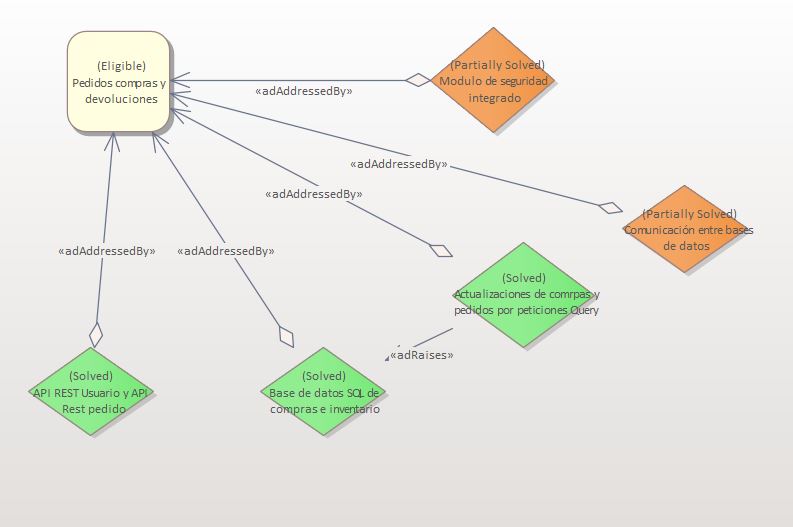 (Eligible)
Pedidos compras y
devoluciones
(Partially Solved)
Modulo de seguridad
integrado
«adAddressedBy»
«adAddressedBy»
«adAddressedBy»
(Partially Solved)
Comunicación entre bases
de datos
«adAddressedBy»
«adAddressedBy»
(Solved)
Actualizaciones de comrpas y
pedidos por peticiones Query
«adRaises»
(Solved)
API REST Usuario y API
Rest pedido
(Solved)
Base de datos SQL de
compras e inventario